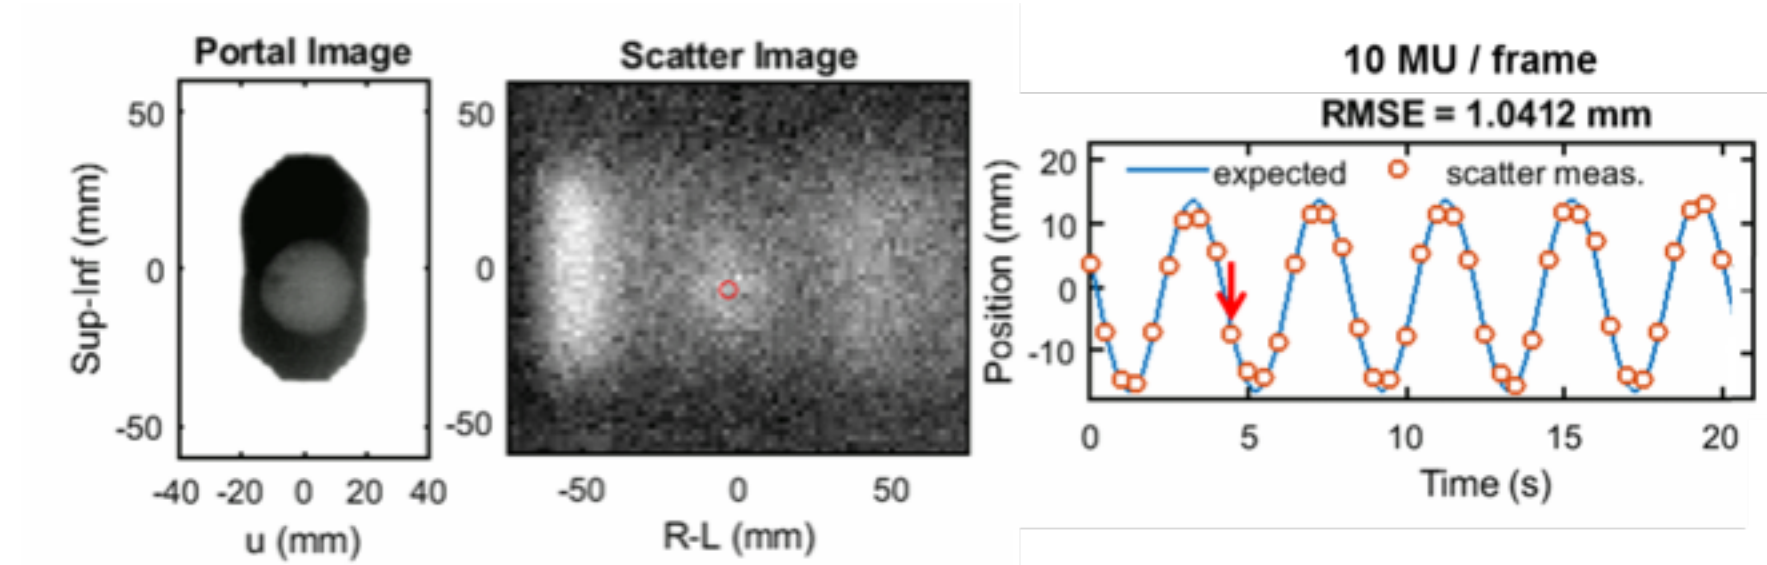 Portal Image
50
0
-50
Sup-Inf (mm)
-40 -20 0 20 40
u (mm)
Scatter Image
50
0
-50
-50 0 50
R-L (mm)
10 MU / frame
RMSE = 1.0412 mm
expected
scatter meas.
20
10
0
-10
Position (mm)
0 5 10 15 20
Time (s)